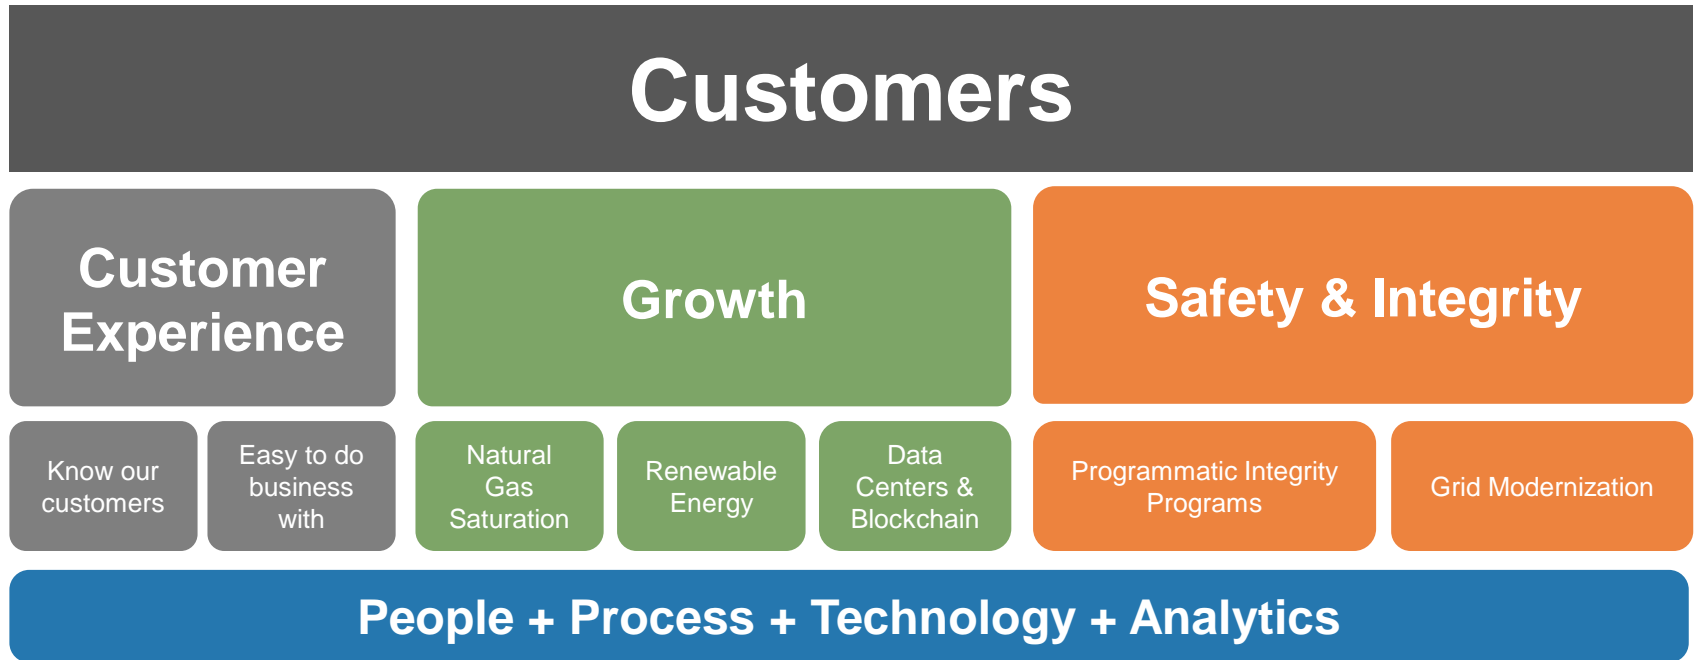 Customers
Customer
Experience
Growth
Safety & Integrity
Know our
customers
Easy to do
business
with
Natural
Gas
Saturation
Renewable
Energy
Data
Centers &
Blockchain
Programmatic Integrity
Programs
Grid Modernization
People + Process + Technology + Analytics